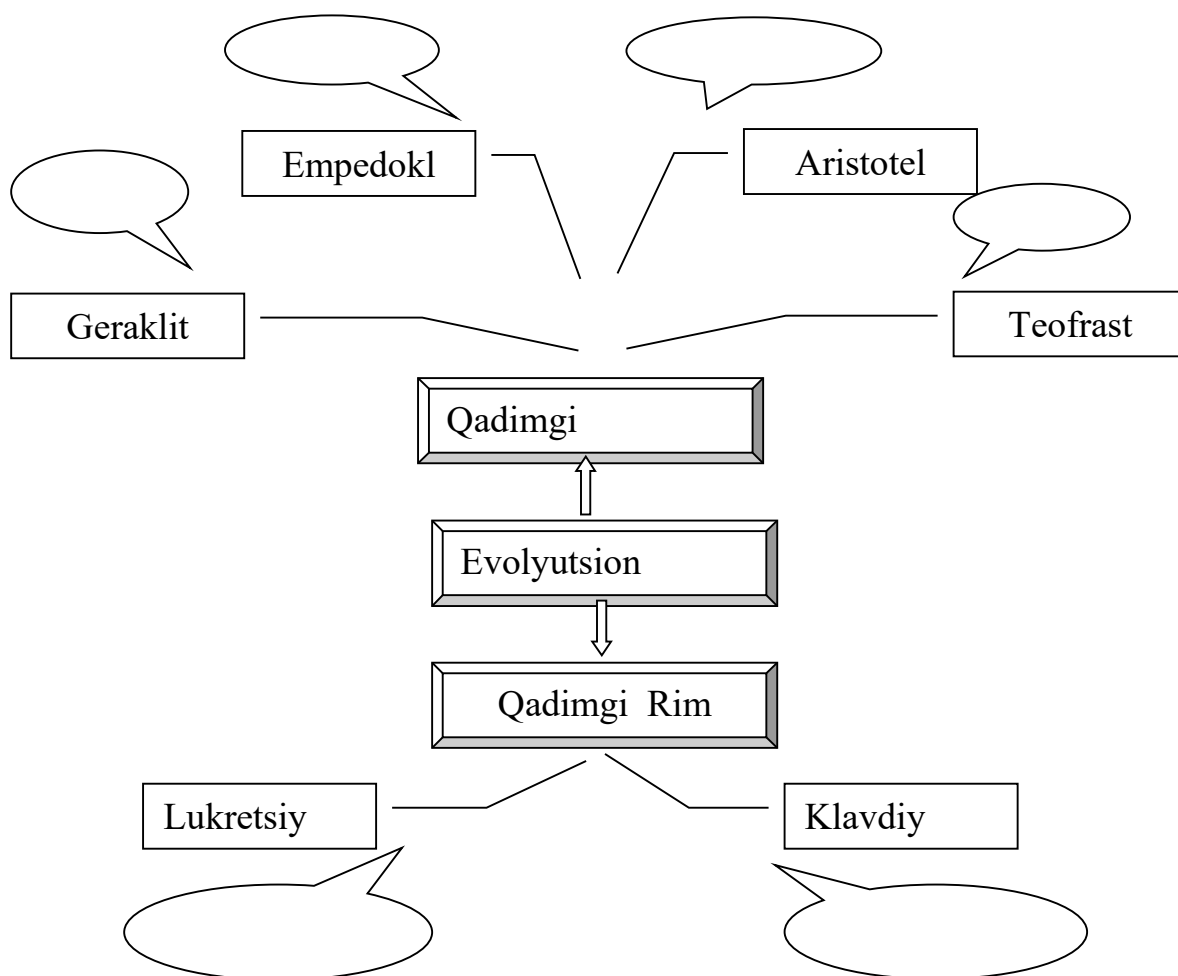 Empedokl
Aristotel
Geraklit
Teofrast
Qadimgi
Evolyutsion
Qadimgi Rim
Lukretsiy
Klavdiy